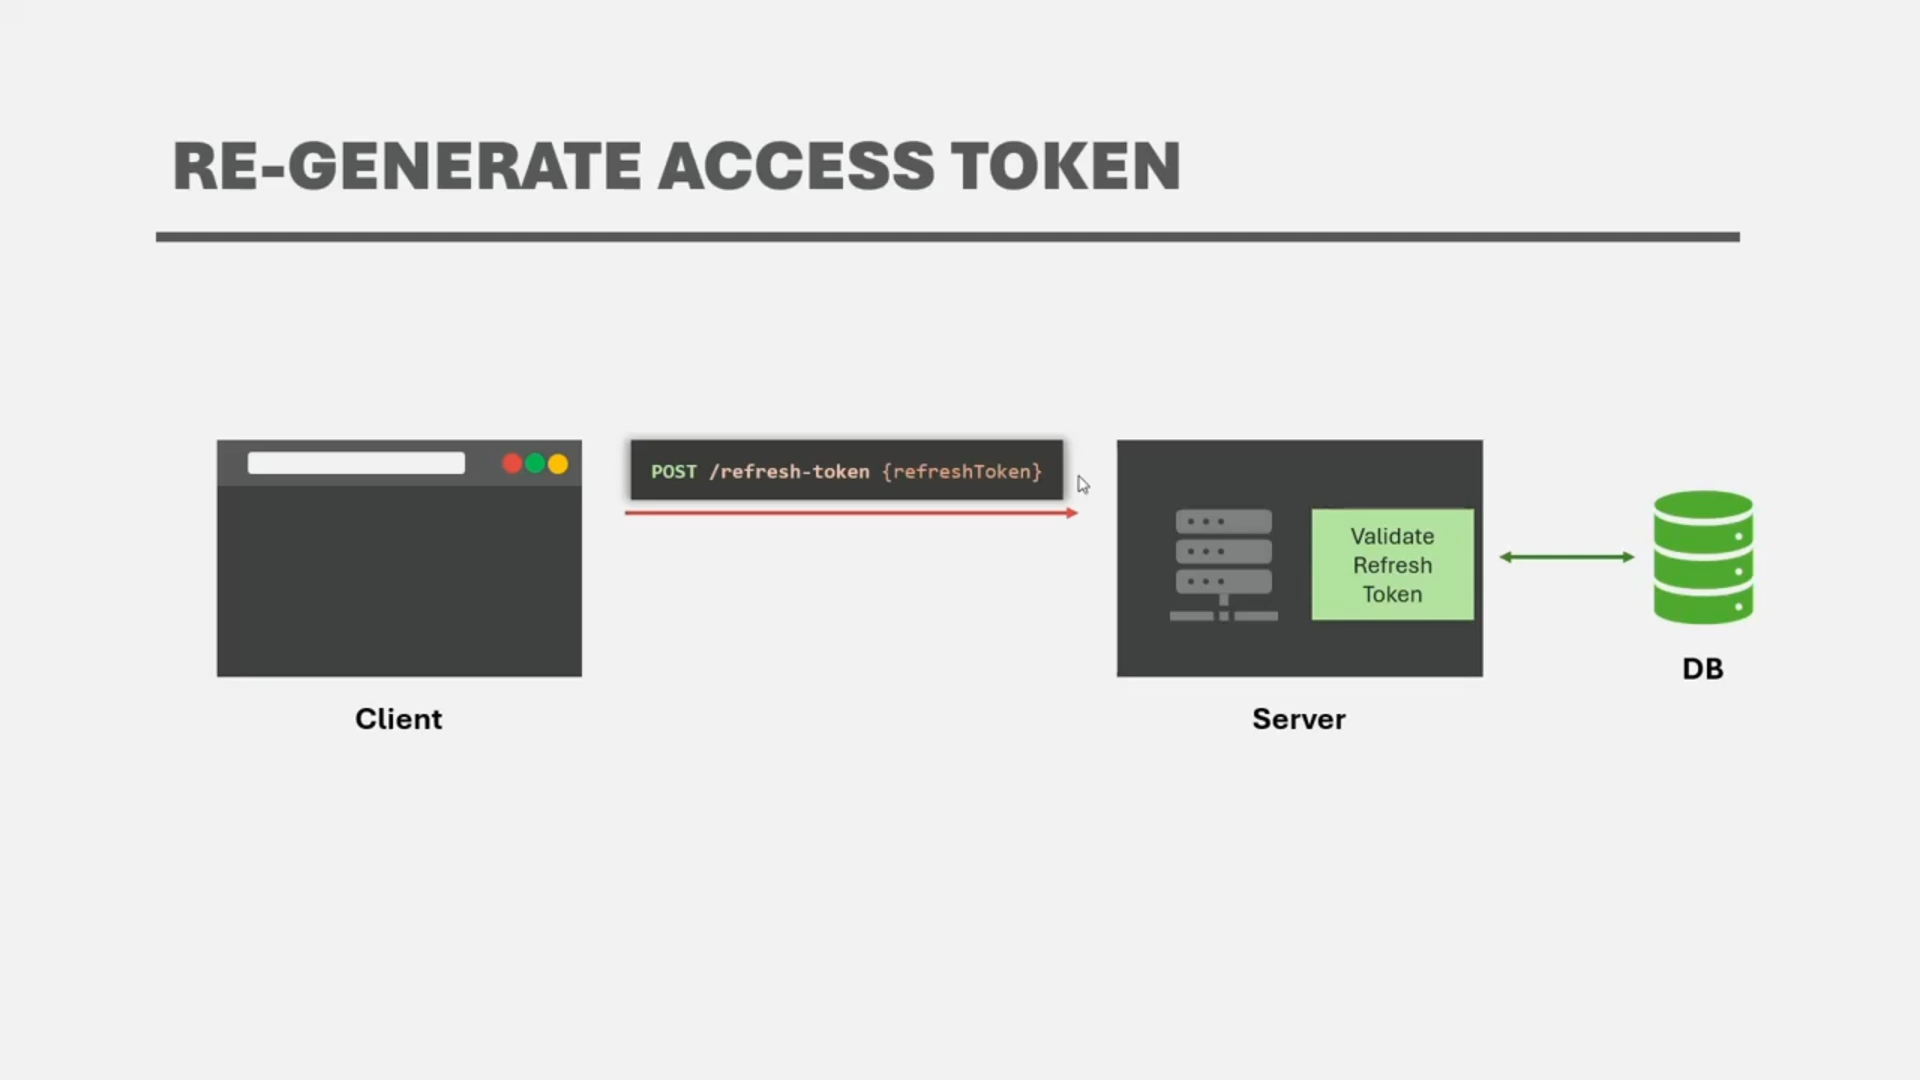 RE-GENERATE ACCESS TOKEN
POST /refresh-token {refreshToken}
Validate
Refresh
Token
DB
Client
Server